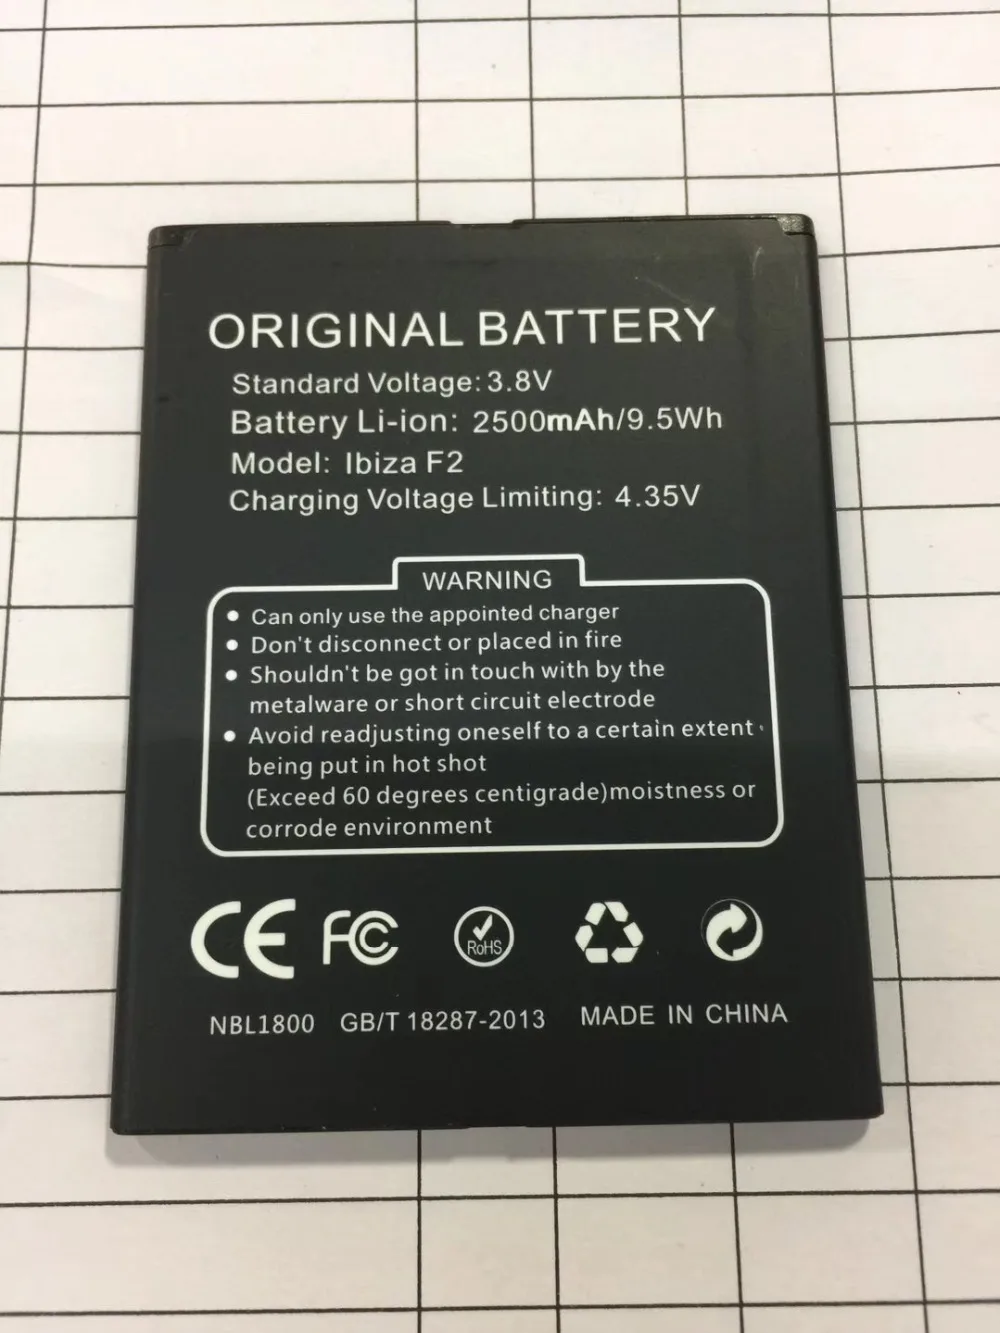 ORIGINAL BATTERY
Standard Voltage: 3.8V
Battery Li-ion: 2500mAh/9.5Wh
Model: Ibiza F2
Charging Voltage Limiting: 4.35V
WARNING
● Can only use the appointed charger
● Don't disconnect or placed in fire
● Shouldn't be got in touch with by the
metalware or short circuit electrode
● Avoid readjusting oneself to a certain extent,
being put in hot shot
(Exceed 60 degrees centigrade)moistness or
corrode environment
CE FC RoHS
NBL1800 GB/T 18287-2013 MADE IN CHINA